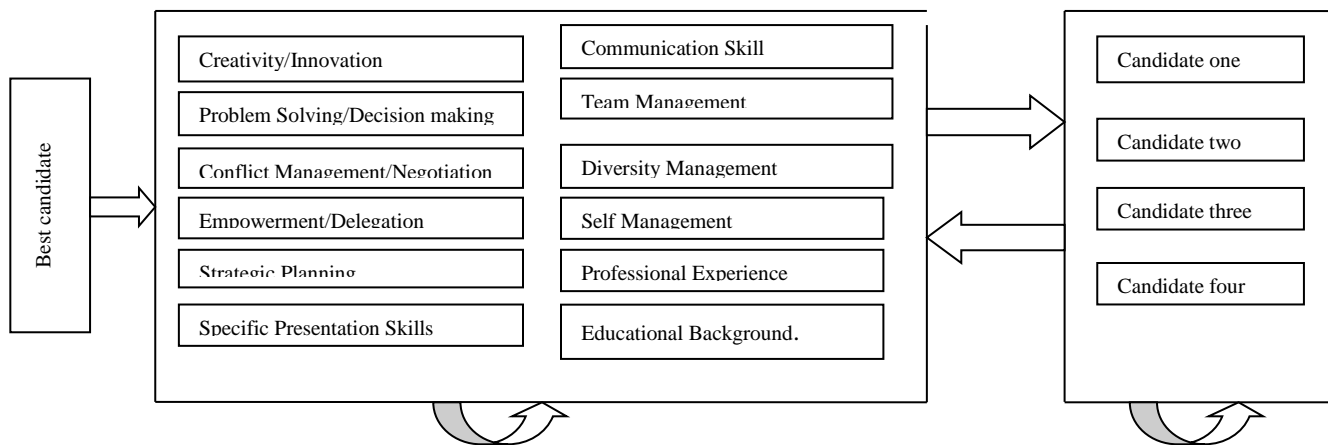 Best candidate
Creativity/Innovation
Problem Solving/Decision making
Conflict Management/Negotiation
Empowerment/Delegation
Strategic Planning
Specific Presentation Skills
Communication Skill
Team Management
Diversity Management
Self Management
Professional Experience
Educational Background.
Candidate one
Candidate two
Candidate three
Candidate four